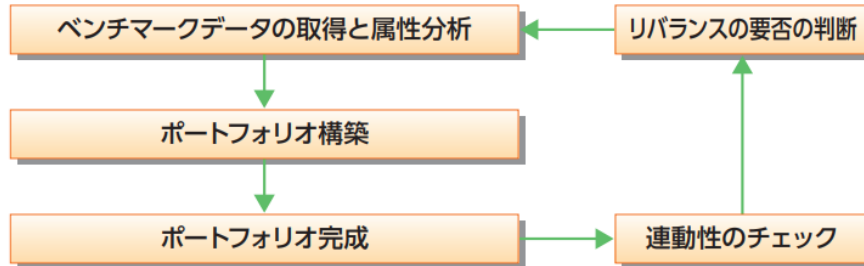 ベンチマークデータの取得と属性分析
リバランスの要否の判断
ポートフォリオ構築
ポートフォリオ完成
連動性のチェック